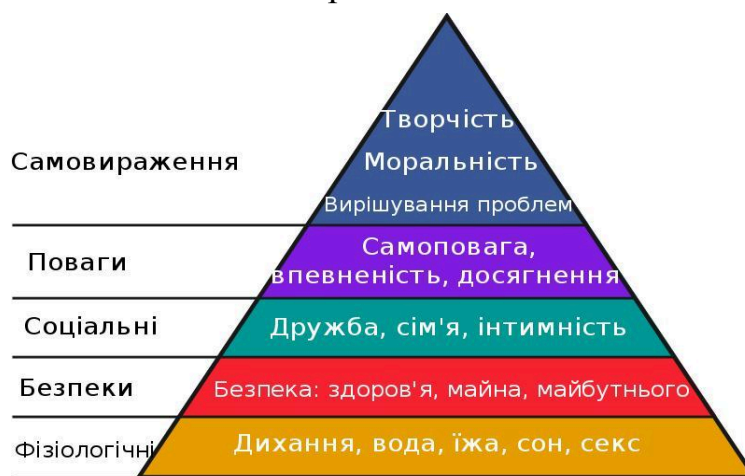 Творчість
Моральність
Самовираження
Вирішування проблем
Самоповага,
Поваги
впевненість, досягнення
Соціальні
Дружба, сім'я, інтимність
Безпеки
Безпека: здоров'я, майна, майбутнього
Фізіологічні
Дихання, вода, їжа, сон, секс